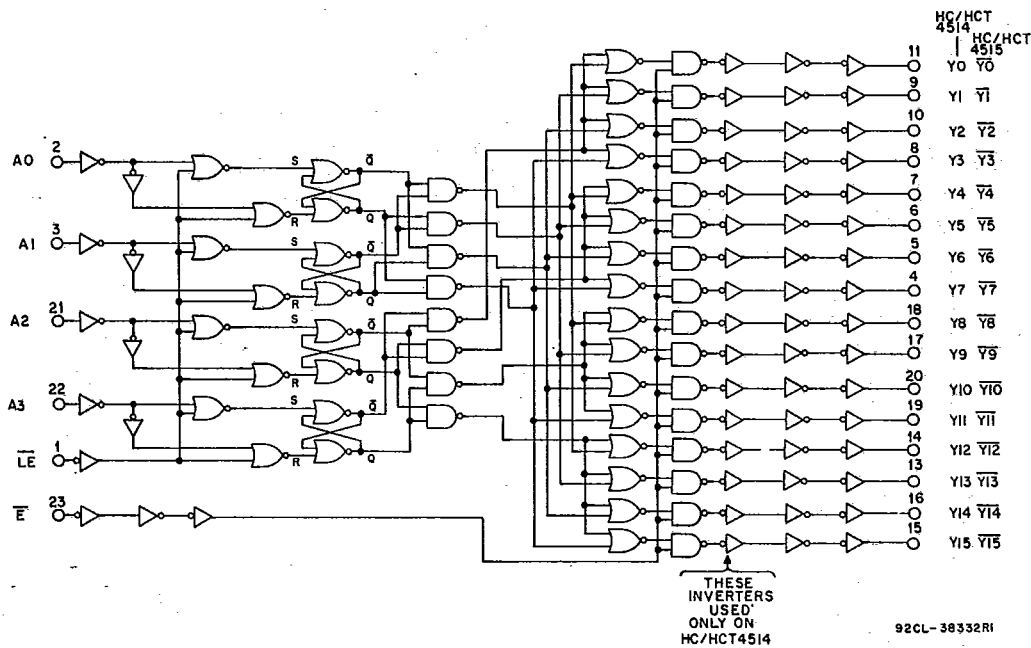 HC/HCT
4514
HC/HCT
4515
11
Y0 Y0
9
Y1 Y1
10
Y2 Y2
8
Y3 Y3
7
Y4 Y4
6
Y5 Y5
5
Y6 Y6
4
Y7 Y7
18
Y8 Y8
17
Y9 Y9
20
Y10 Y10
19
Y11 Y11
14
Y12 Y12
13
Y13 Y13
16
Y14 Y14
15
Y15 Y15
A0 2
S Q
R Q
A1 3
S Q
R Q
A2 21
S Q
R Q
A3 22
S Q
R Q
LE 1
E 23
THESE
INVERTERS
USED
ONLY ON
HC/HCT4514
92CL-38332R1